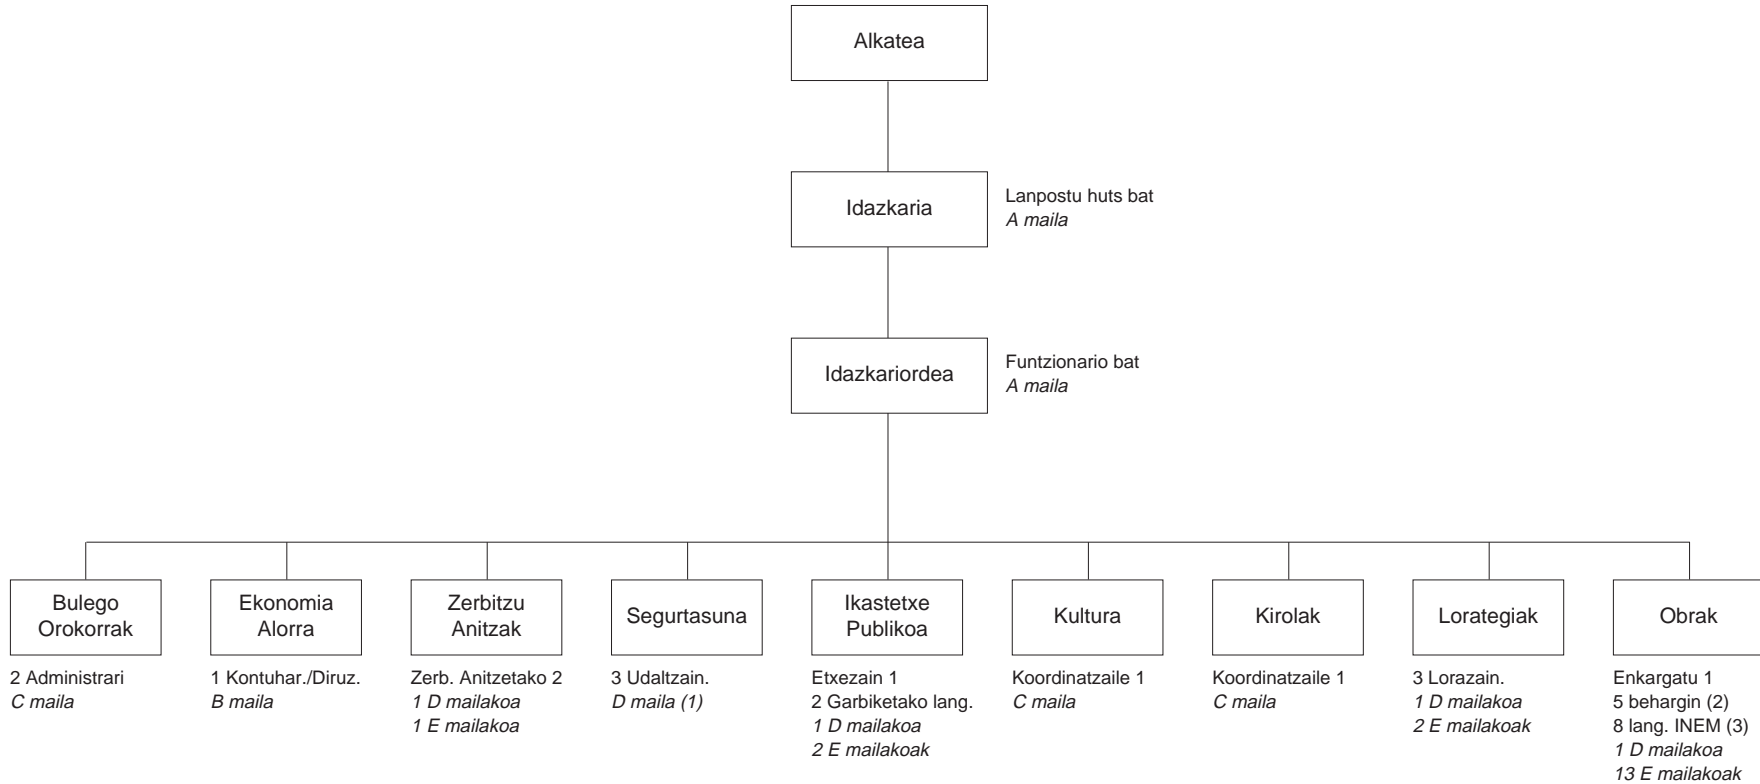 Alkatea
Idazkaria
Lanpostu huts bat
A maila
Idazkariordea
Funtzionario bat
A maila
Bulego
Orokorrak
2 Administrari
C maila
Ekonomia
Alorra
1 Kontuhar./Diruz.
B maila
Zerbitzu
Anitzak
Zerb. Anitzetako 2
1 D mailakoa
1 E mailakoa
Segurtasuna
3 Udaltzain.
D maila (1)
Ikastetxe
Publikoa
Etxezain 1
2 Garbiketako lang.
1 D mailakoa
2 E mailakoak
Kultura
Koordinatzaile 1
C maila
Kirolak
Koordinatzaile 1
C maila
Lorategiak
3 Lorazain.
1 D mailakoa
2 E mailakoak
Obrak
Enkargatu 1
5 behargin (2)
8 lang. INEM (3)
1 D mailakoa
13 E mailakoak